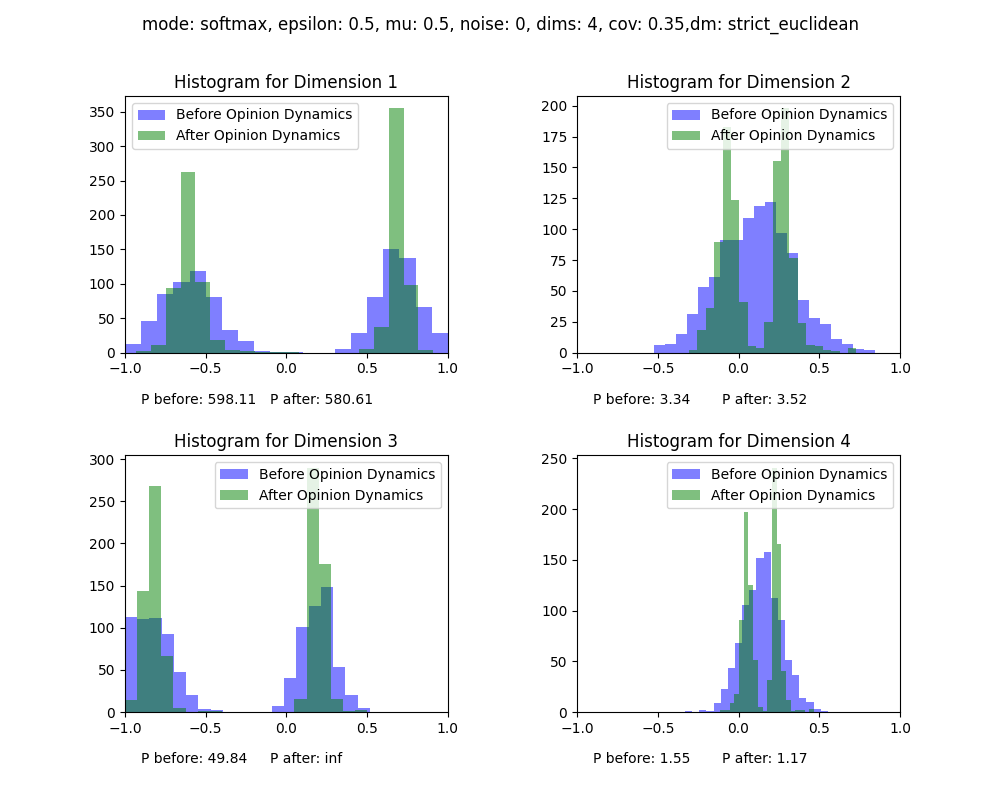 mode: softmax, epsilon: 0.5, mu: 0.5, noise: 0, dims: 4, cov: 0.35,dm: strict_euclidean
Histogram for Dimension 1
Before Opinion Dynamics
After Opinion Dynamics
350
300
250
200
150
100
50
0
−1.0 −0.5 0.0 0.5 1.0
P before: 598.11 P after: 580.61
Histogram for Dimension 2
Before Opinion Dynamics
After Opinion Dynamics
200
175
150
125
100
75
50
25
0
−1.0 −0.5 0.0 0.5 1.0
P before: 3.34 P after: 3.52
Histogram for Dimension 3
Before Opinion Dynamics
After Opinion Dynamics
300
250
200
150
100
50
0
−1.0 −0.5 0.0 0.5 1.0
P before: 49.84 P after: inf
Histogram for Dimension 4
Before Opinion Dynamics
After Opinion Dynamics
250
200
150
100
50
0
−1.0 −0.5 0.0 0.5 1.0
P before: 1.55 P after: 1.17